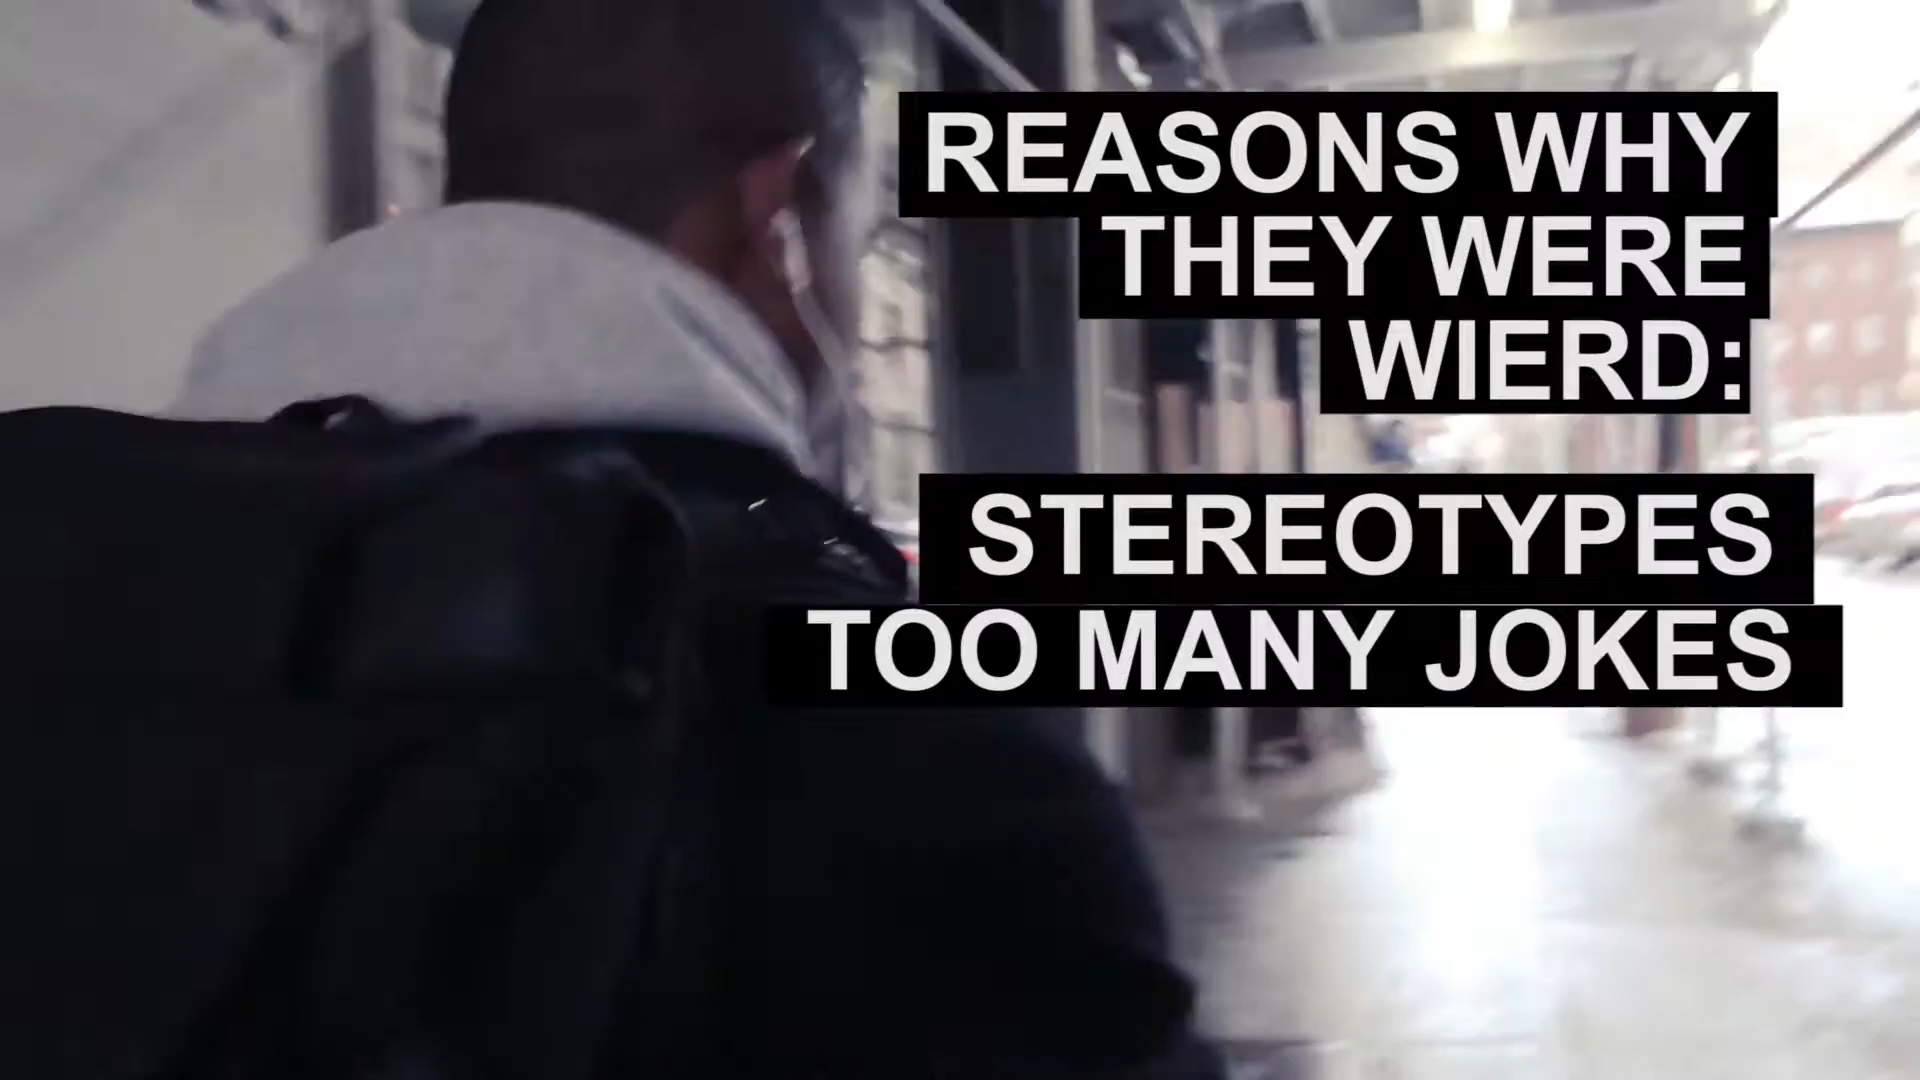 REASONS WHY
THEY WERE
WIERD:
STEREOTYPES
TOO MANY JOKES